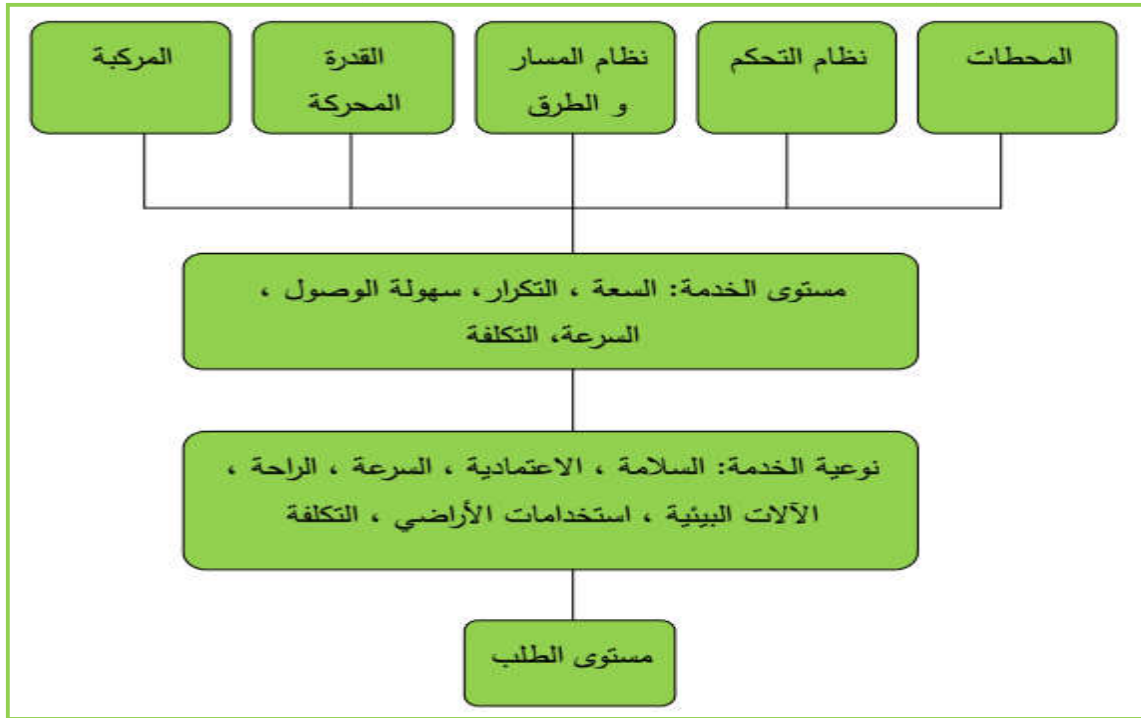 المحطات
نظام التحكم
نظام المسار
و الطرق
القدرة
المحركة
المركبة
مستوى الخدمة: السعة ، التكرار، سهولة الوصول ،
السرعة، التكلفة
نوعية الخدمة: السلامة ، الاعتمادية ، السرعة ، الراحة ،
الآلات البيئية ، استخدامات الأراضي ، التكلفة
مستوى الطلب